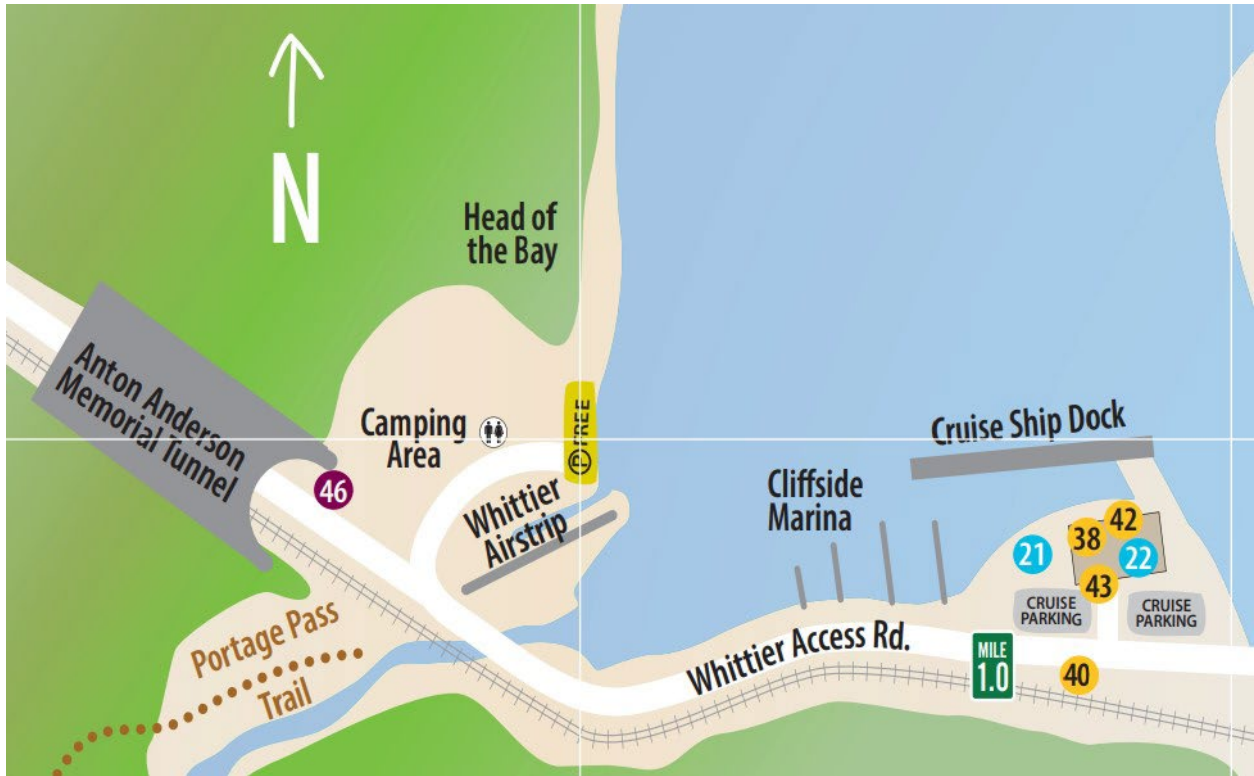 N
Head of
the Bay
Anton Anderson
Memorial Tunnel
46
Camping
Area
P FREE
Whittier
Airstrip
Cruise Ship Dock
Cliffside
Marina
42
38
21
22
43
CRUISE
PARKING
CRUISE
PARKING
Portage Pass
Trail
Whittier Access Rd.
MILE
1.0
40